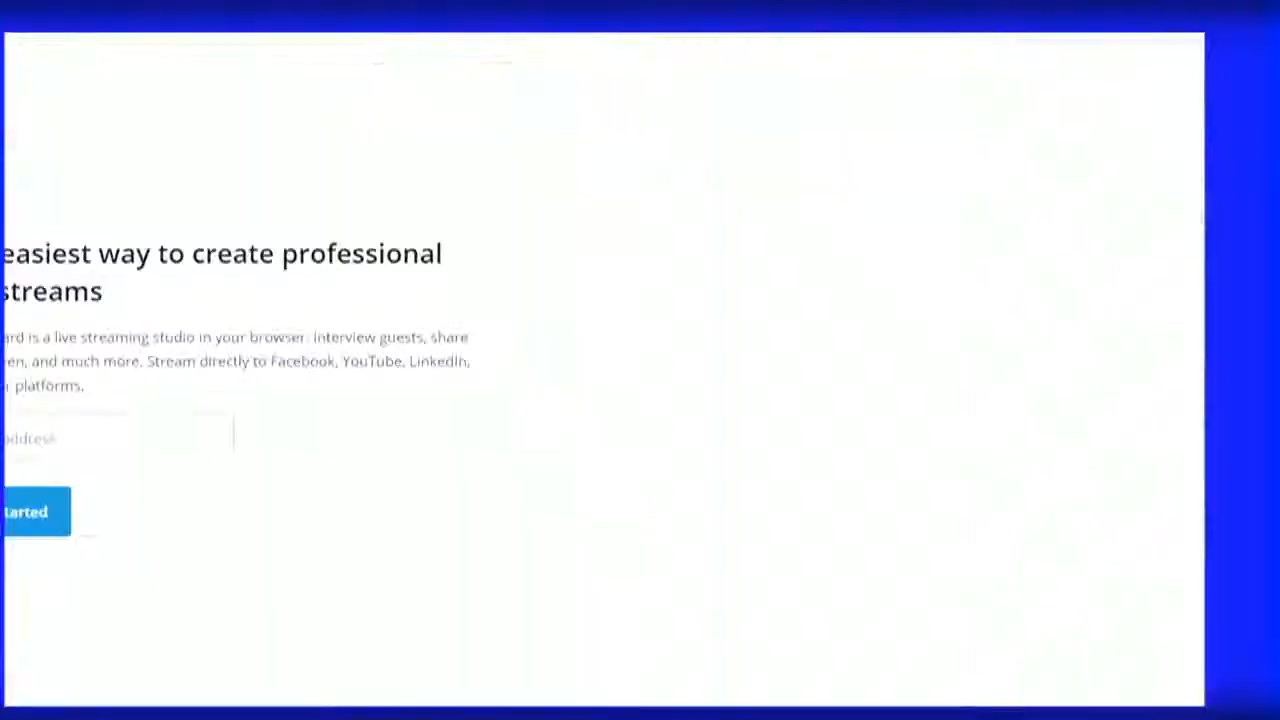 easiest way to create professional
streams
ard is a live streaming studio in your browser. Interview guests, share
en, and much more. Stream directly to Facebook, YouTube, LinkedIn,
r platforms.
address
tarted